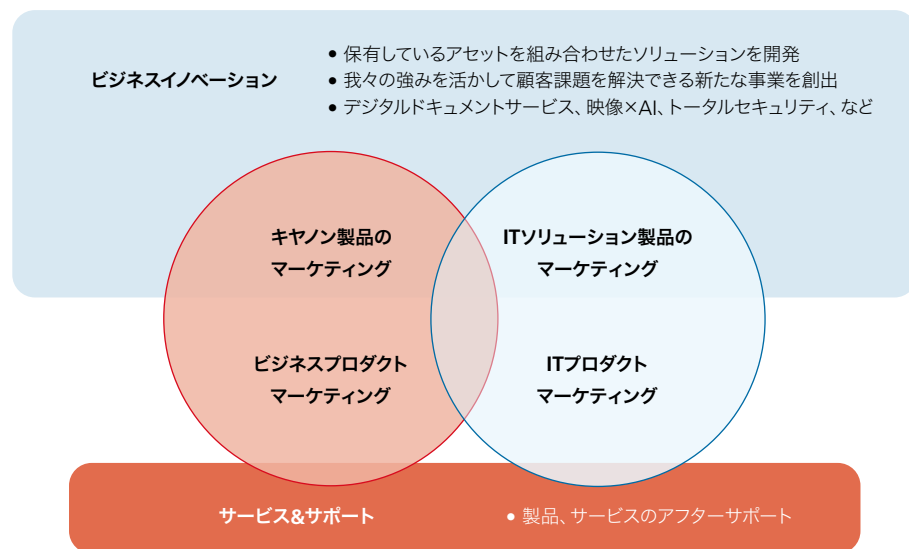 ビジネスイノベーション
● 保有しているアセットを組み合わせたソリューションを開発
● 我々の強みを活かして顧客課題を解決できる新たな事業を創出
● デジタルドキュメントサービス、映像×AI、トータルセキュリティ、など
キヤノン製品の
マーケティング
ITソリューション製品の
マーケティング
ビジネスプロダクト
マーケティング
ITプロダクト
マーケティング
サービス&サポート
● 製品、サービスのアフターサポート